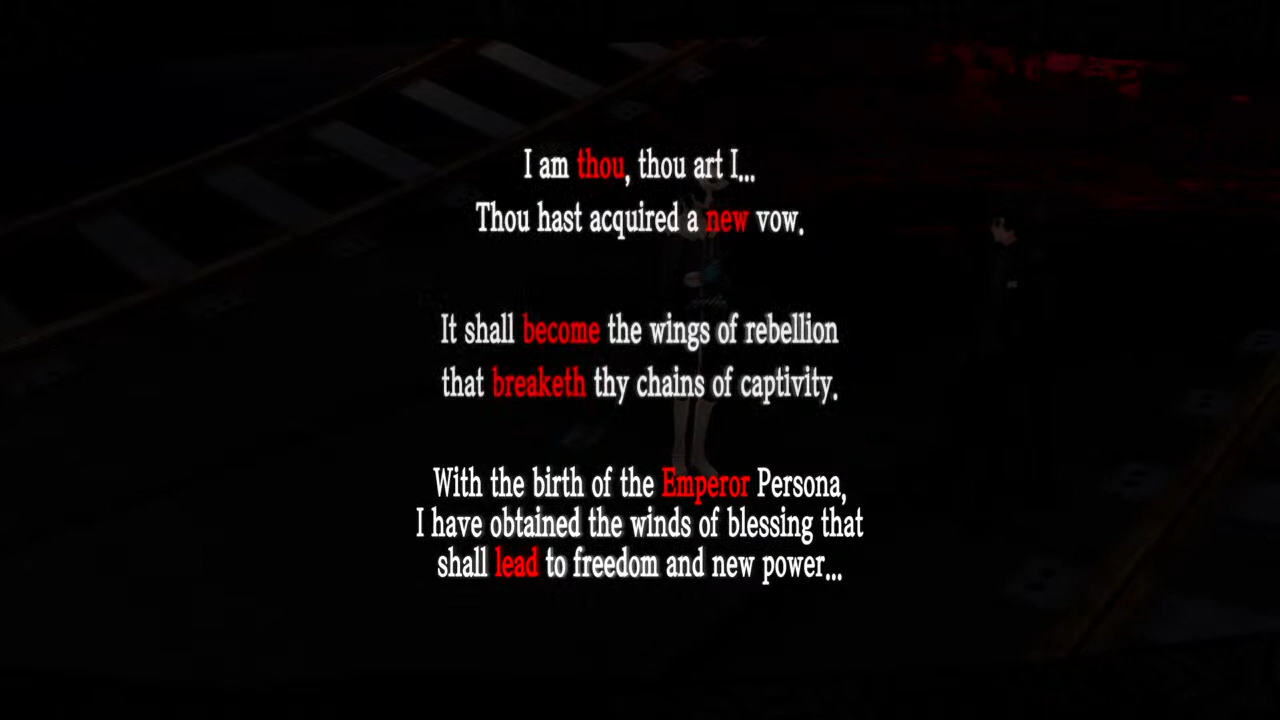 I am thou, thou art I...
Thou hast acquired a new vow.
It shall become the wings of rebellion
that breaketh thy chains of captivity.
With the birth of the Emperor Persona,
I have obtained the winds of blessing that
shall lead to freedom and new power...